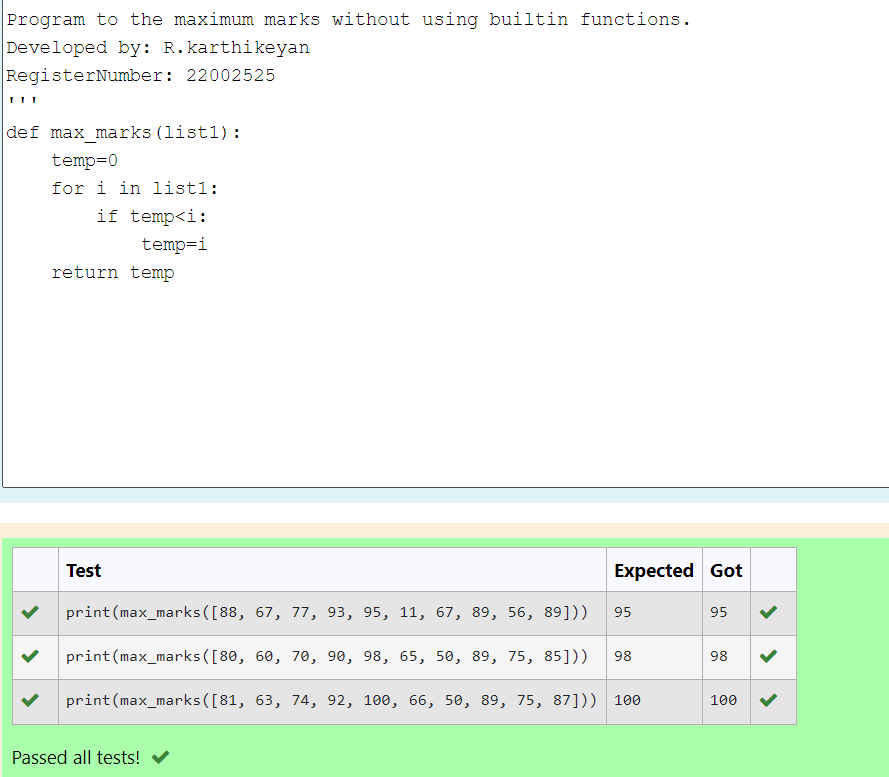 Program to the maximum marks without using builtin functions.
Developed by: R.karthikeyan
RegisterNumber: 22002525
'''
def max_marks(list1):
    temp=0
    for i in list1:
        if temp<i:
            temp=i
    return temp
Test Expected Got
print(max_marks([88, 67, 77, 93, 95, 11, 67, 89, 56, 89])) 95 95
print(max_marks([80, 60, 70, 90, 98, 65, 50, 89, 75, 85])) 98 98
print(max_marks([81, 63, 74, 92, 100, 66, 50, 89, 75, 87])) 100 100
Passed all tests!